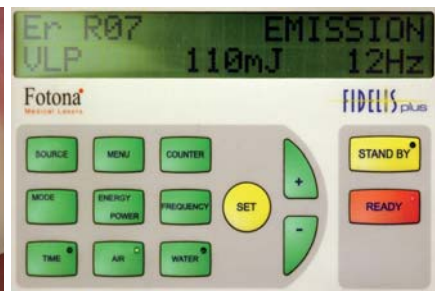 Er R07 EMISSION
VLP 110mJ 12Hz
Fotona
Medical Lasers
FIDELIS plus
SOURCE MENU COUNTER
STAND BY
MODE ENERGY POWER FREQUENCY SET + -
READY
TIME AIR WATER